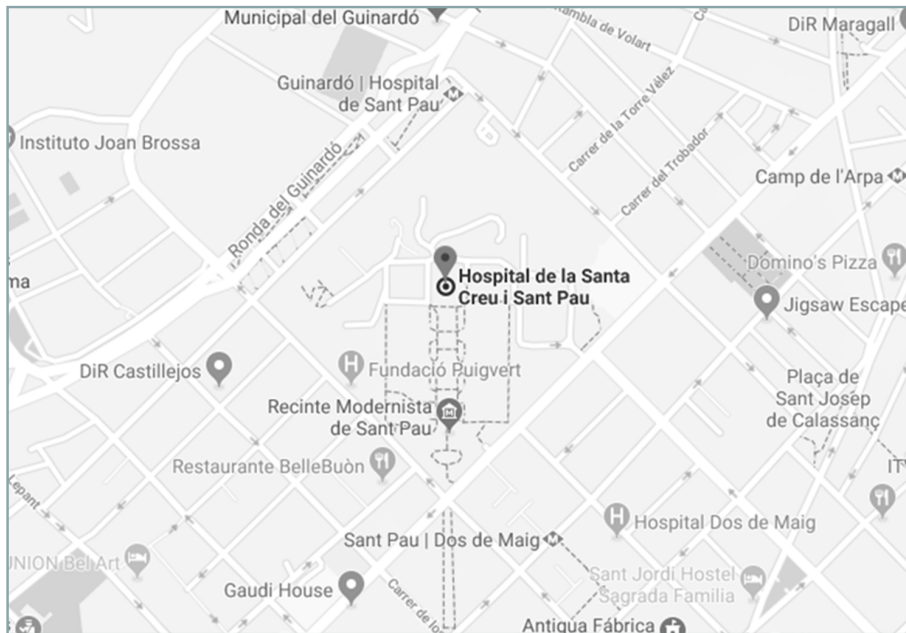 Municipal del Guinardó
Rambla de Volart
DiR Maragall
Guinardó | Hospital
de Sant Pau
Carrer de la Torre Vélez
Instituto Joan Brossa
Carrer del Trobador
Camp de l'Arpa
Ronda del Guinardó
Domino's Pizza
Hospital de la Santa
Creu i Sant Pau
Jigsaw Escape
DiR Castillejos
Fundació Puigvert
Plaça de
Sant Josep
de Calassanç
Recinte Modernista
de Sant Pau
Restaurante BelleBuòn
Lepant
Hospital Dos de Maig
Sant Pau | Dos de Maig
UNION Bel Art
Sant Jordi Hostel
Sagrada Familia
Gaudi House
Carrer de
Antigua Fábrica